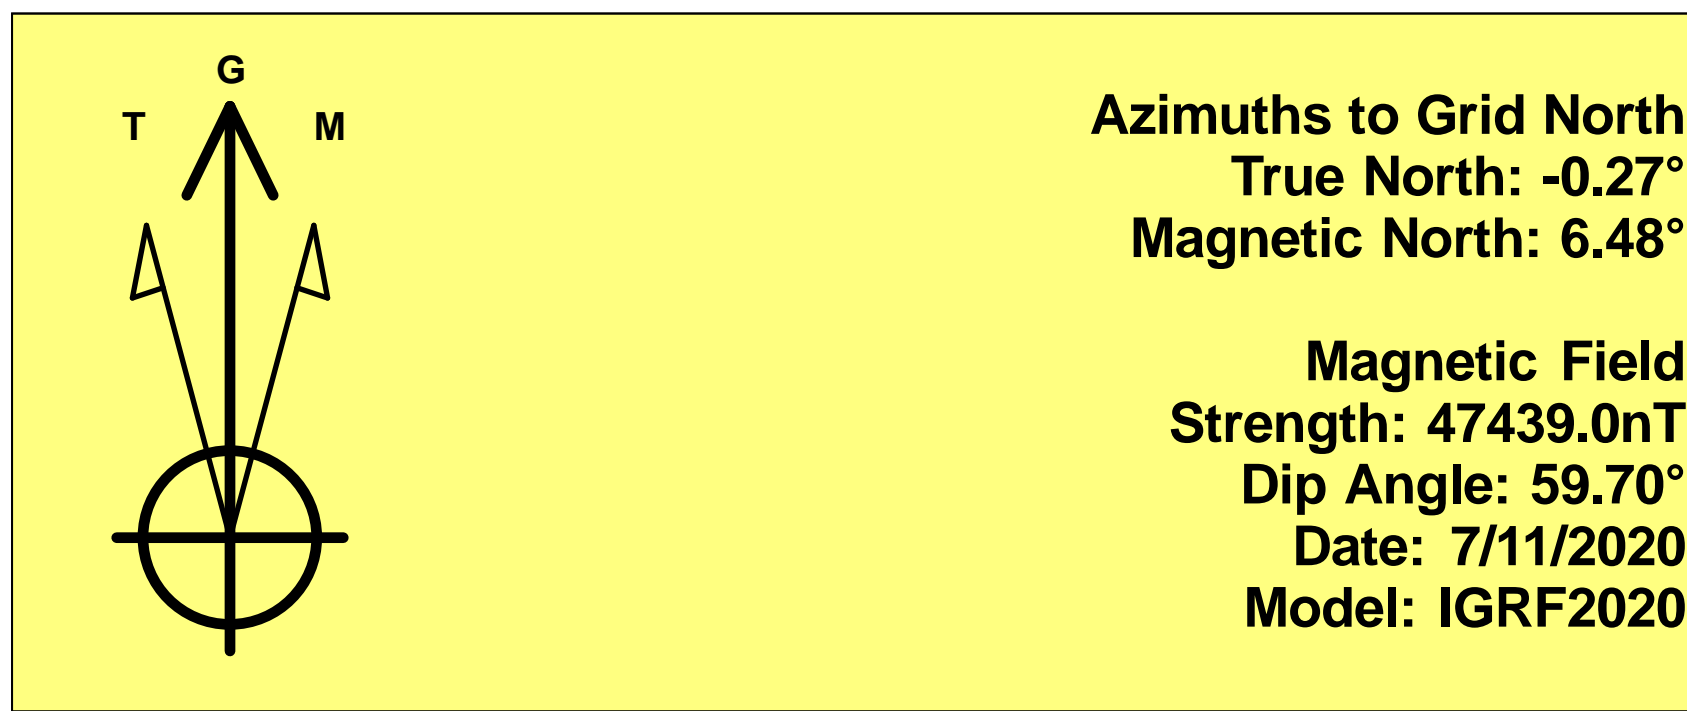 G
T M
Azimuths to Grid North
True North: -0.27°
Magnetic North: 6.48°
Magnetic Field
Strength: 47439.0nT
Dip Angle: 59.70°
Date: 7/11/2020
Model: IGRF2020